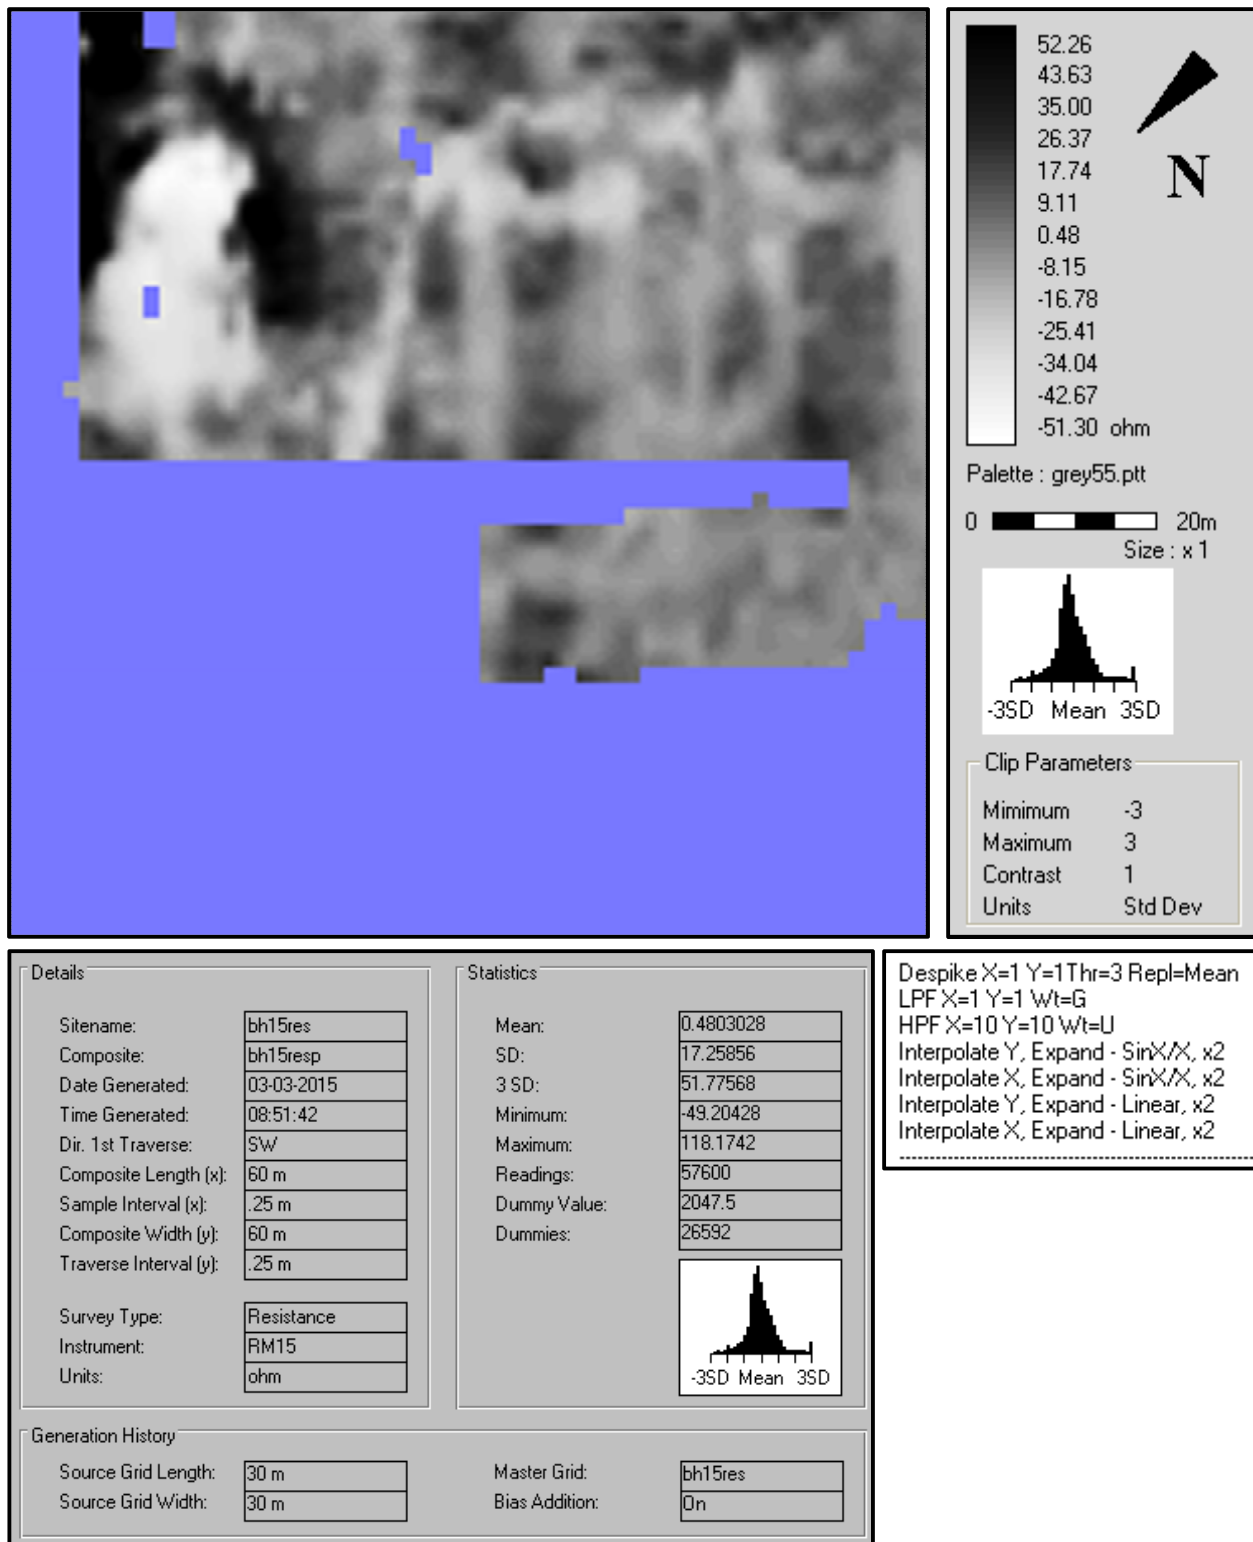 52.26
43.63
35.00
26.37
17.74
9.11
0.48
-8.15
-16.78
-25.41
-34.04
-42.67
-51.30 ohm
N
Palette : grey55.ptt
0 20m
Size : x 1
-3SD Mean 3SD
Clip Parameters
Mimimum -3
Maximum 3
Contrast 1
Units Std Dev
Details
Sitename: bh15res
Composite: bh15resp
Date Generated: 03-03-2015
Time Generated: 08:51:42
Dir. 1st Traverse: SW
Composite Length (x): 60 m
Sample Interval (x): .25 m
Composite Width (y): 60 m
Traverse Interval (y): .25 m
Survey Type: Resistance
Instrument: RM15
Units: ohm
Statistics
Mean: 0.4803028
SD: 17.25856
3 SD: 51.77568
Minimum: -49.20428
Maximum: 118.1742
Readings: 57600
Dummy Value: 2047.5
Dummies: 26592
-3SD Mean 3SD
Generation History
Source Grid Length: 30 m
Source Grid Width: 30 m
Master Grid: bh15res
Bias Addition: On
Despike X=1 Y=1Thr=3 Repl=Mean
LPF X=1 Y=1 Wt=G
HPF X=10 Y=10 Wt=U
Interpolate Y, Expand - SinX/X, x2
Interpolate X, Expand - SinX/X, x2
Interpolate Y, Expand - Linear, x2
Interpolate X, Expand - Linear, x2